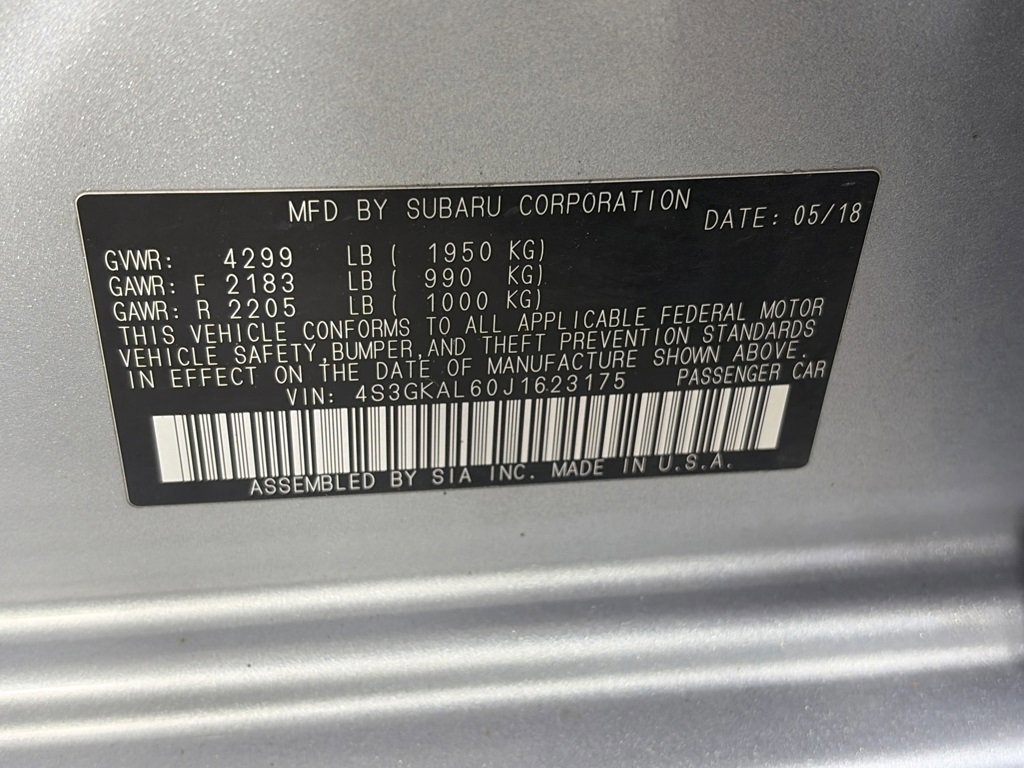 MFD BY SUBARU CORPORATION DATE: 05/18
GVWR: 4299 LB ( 1950 KG)
GAWR: F 2183 LB ( 990 KG)
GAWR: R 2205 LB ( 1000 KG)
THIS VEHICLE CONFORMS TO ALL APPLICABLE FEDERAL MOTOR
VEHICLE SAFETY,BUMPER,AND THEFT PREVENTION STANDARDS
IN EFFECT ON THE DATE OF MANUFACTURE SHOWN ABOVE.
VIN: 4S3GKAL60J1623175 PASSENGER CAR
ASSEMBLED BY SIA INC. MADE IN U.S.A.